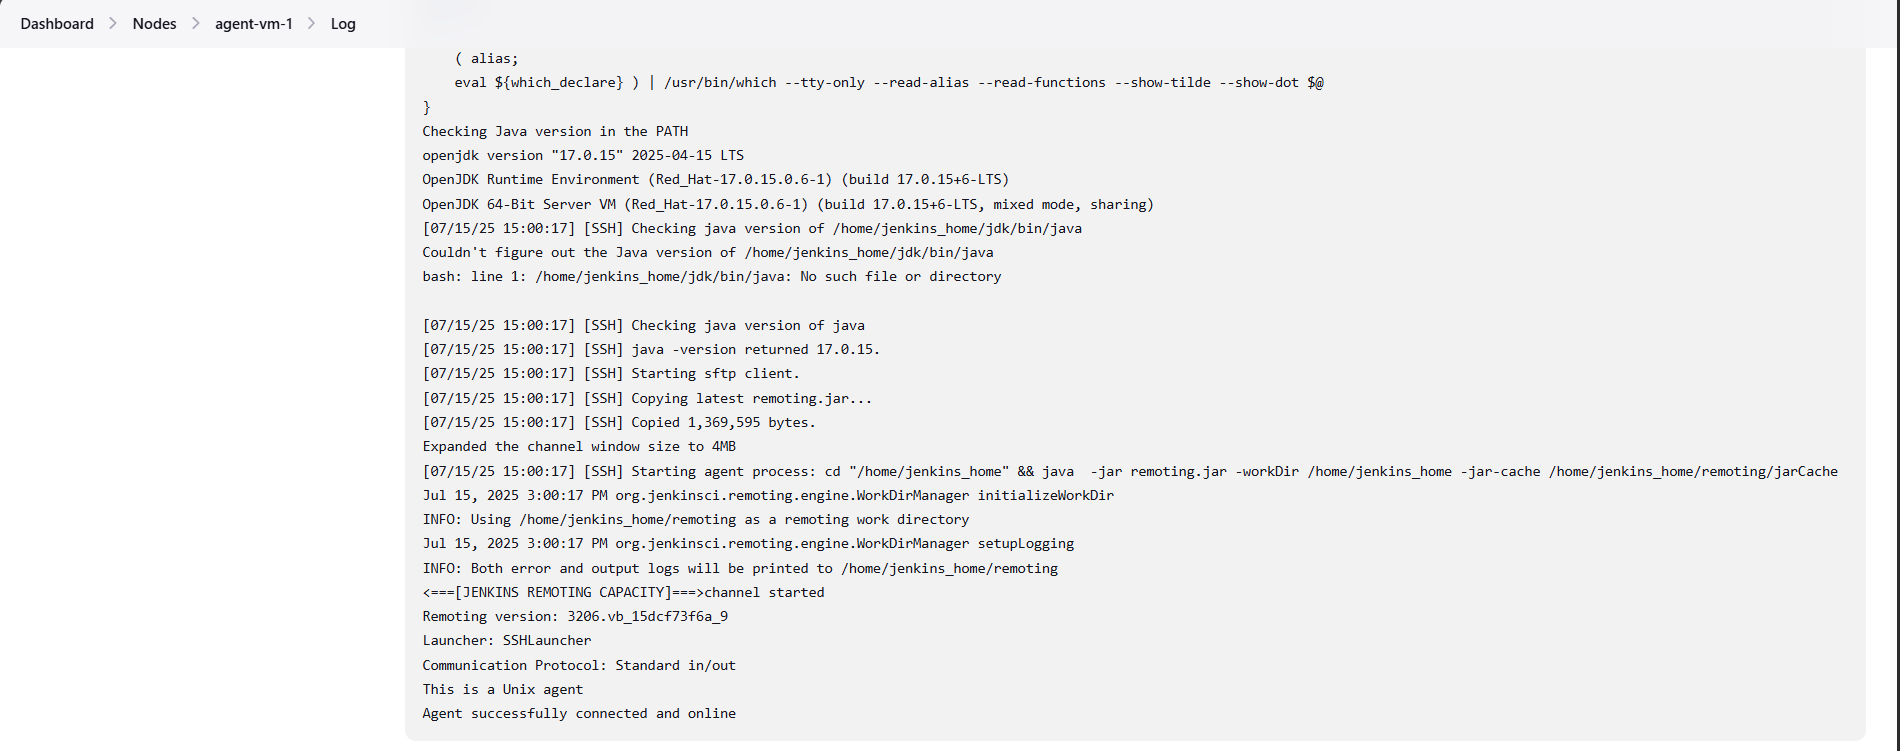 Dashboard > Nodes > agent-vm-1 > Log
( alias;
eval ${which_declare} ) | /usr/bin/which --tty-only --read-alias --read-functions --show-tilde --show-dot $@
}
Checking Java version in the PATH
openjdk version "17.0.15" 2025-04-15 LTS
OpenJDK Runtime Environment (Red_Hat-17.0.15.0.6-1) (build 17.0.15+6-LTS)
OpenJDK 64-Bit Server VM (Red_Hat-17.0.15.0.6-1) (build 17.0.15+6-LTS, mixed mode, sharing)
[07/15/25 15:00:17] [SSH] Checking java version of /home/jenkins_home/jdk/bin/java
Couldn't figure out the Java version of /home/jenkins_home/jdk/bin/java
bash: line 1: /home/jenkins_home/jdk/bin/java: No such file or directory
[07/15/25 15:00:17] [SSH] Checking java version of java
[07/15/25 15:00:17] [SSH] java -version returned 17.0.15.
[07/15/25 15:00:17] [SSH] Starting sftp client.
[07/15/25 15:00:17] [SSH] Copying latest remoting.jar...
[07/15/25 15:00:17] [SSH] Copied 1,369,595 bytes.
Expanded the channel window size to 4MB
[07/15/25 15:00:17] [SSH] Starting agent process: cd "/home/jenkins_home" && java  -jar remoting.jar -workDir /home/jenkins_home -jar-cache /home/jenkins_home/remoting/jarCache
Jul 15, 2025 3:00:17 PM org.jenkinsci.remoting.engine.WorkDirManager initializeWorkDir
INFO: Using /home/jenkins_home/remoting as a remoting work directory
Jul 15, 2025 3:00:17 PM org.jenkinsci.remoting.engine.WorkDirManager setupLogging
INFO: Both error and output logs will be printed to /home/jenkins_home/remoting
<===[JENKINS REMOTING CAPACITY]===>channel started
Remoting version: 3206.vb_15dcf73f6a_9
Launcher: SSHLauncher
Communication Protocol: Standard in/out
This is a Unix agent
Agent successfully connected and online